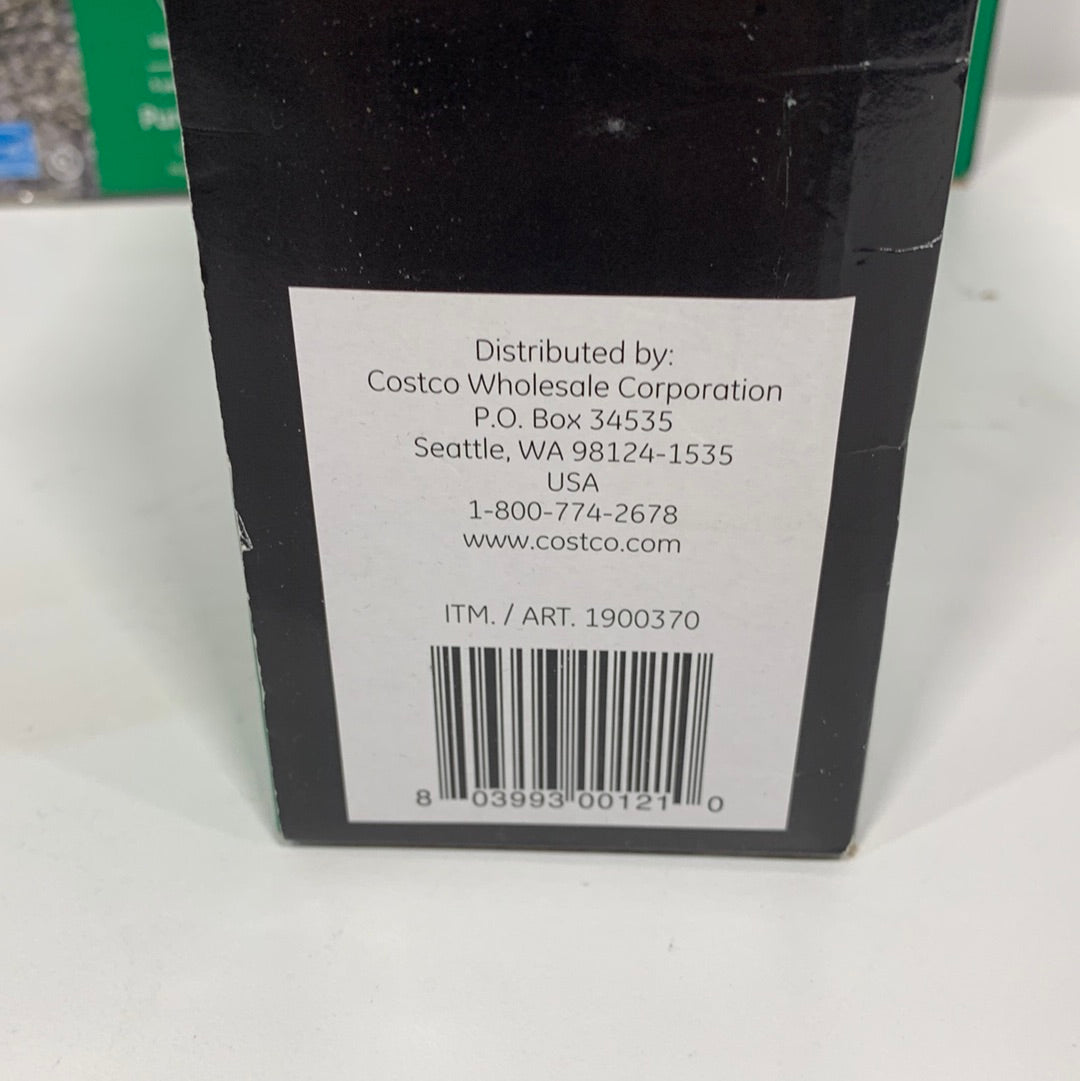 Distributed by:
Costco Wholesale Corporation
P.O. Box 34535
Seattle, WA 98124-1535
USA
1-800-774-2678
www.costco.com
ITM. / ART. 1900370
8 03993 00121 0